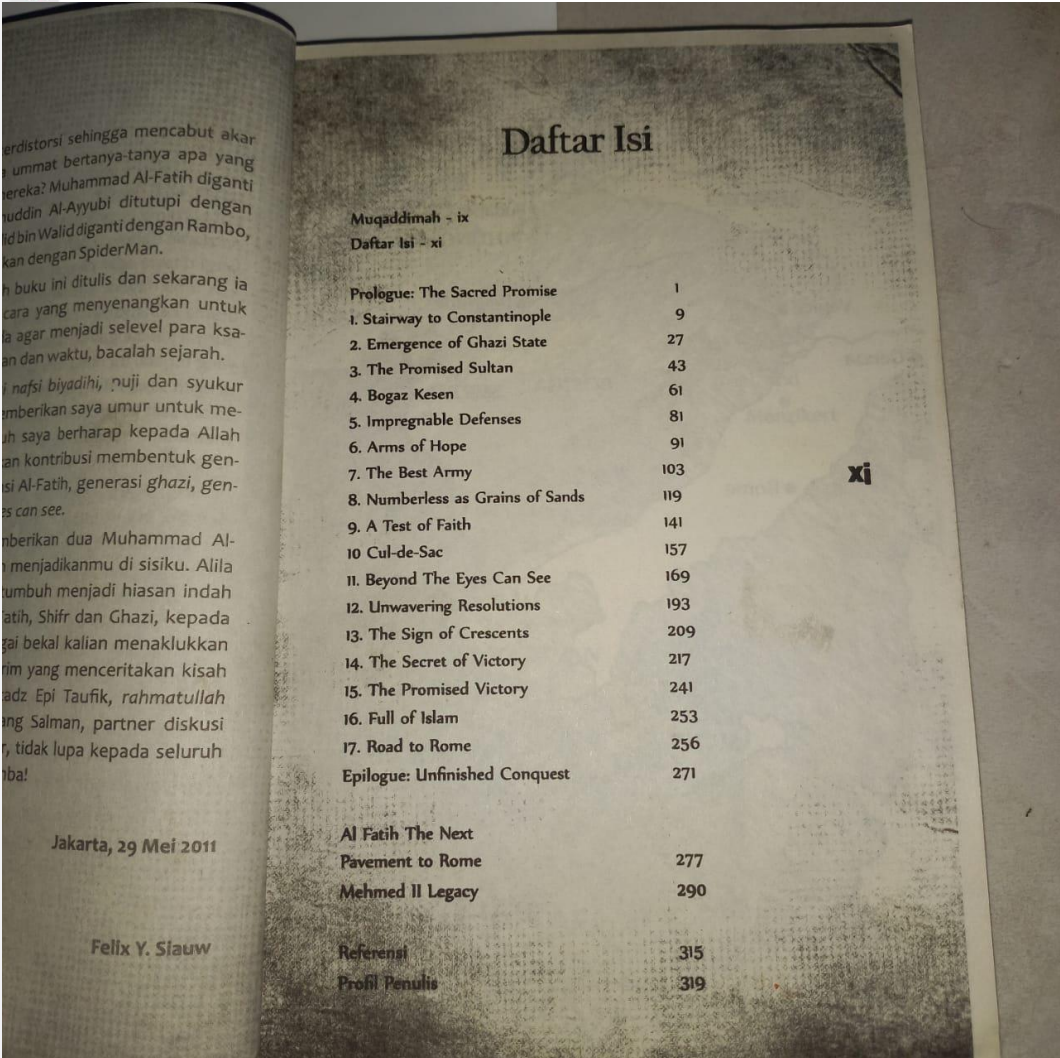 erdistorsi sehingga mencabut akar
ummat bertanya-tanya apa yang
ereka? Muhammad Al-Fatih diganti
uddin Al-Ayyubi ditutupi dengan
id bin Walid diganti dengan Rambo,
kan dengan SpiderMan.
h buku ini ditulis dan sekarang ia
cara yang menyenangkan untuk
a agar menjadi selevel para ksa-
an dan waktu, bacalah sejarah.
i nafsi biyadihi, puji dan syukur
emberikan saya umur untuk me-
uh saya berharap kepada Allah
an kontribusi membentuk gen-
si Al-Fatih, generasi ghazi, gen-
es can see.
mberikan dua Muhammad Al-
menjadikanmu di sisiku. Alila
tumbuh menjadi hiasan indah
atih, Shifr dan Ghazi, kepada
gai bekal kalian menaklukkan
rim yang menceritakan kisah
adz Epi Taufik, rahmatullah
ang Salman, partner diskusi
r, tidak lupa kepada seluruh
ba!
Jakarta, 29 Mei 2011
Felix Y. Siauw
Daftar Isi
Muqaddimah - ix
Daftar Isi - xi
Prologue: The Sacred Promise 1
1. Stairway to Constantinople 9
2. Emergence of Ghazi State 27
3. The Promised Sultan 43
4. Bogaz Kesen 61
5. Impregnable Defenses 81
6. Arms of Hope 91
7. The Best Army 103
8. Numberless as Grains of Sands 119
9. A Test of Faith 141
10 Cul-de-Sac 157
11. Beyond The Eyes Can See 169
12. Unwavering Resolutions 193
13. The Sign of Crescents 209
14. The Secret of Victory 217
15. The Promised Victory 241
16. Full of Islam 253
17. Road to Rome 256
Epilogue: Unfinished Conquest 271
Al Fatih The Next
Pavement to Rome 277
Mehmed II Legacy 290
Referensi 315
Profil Penulis 319
xi